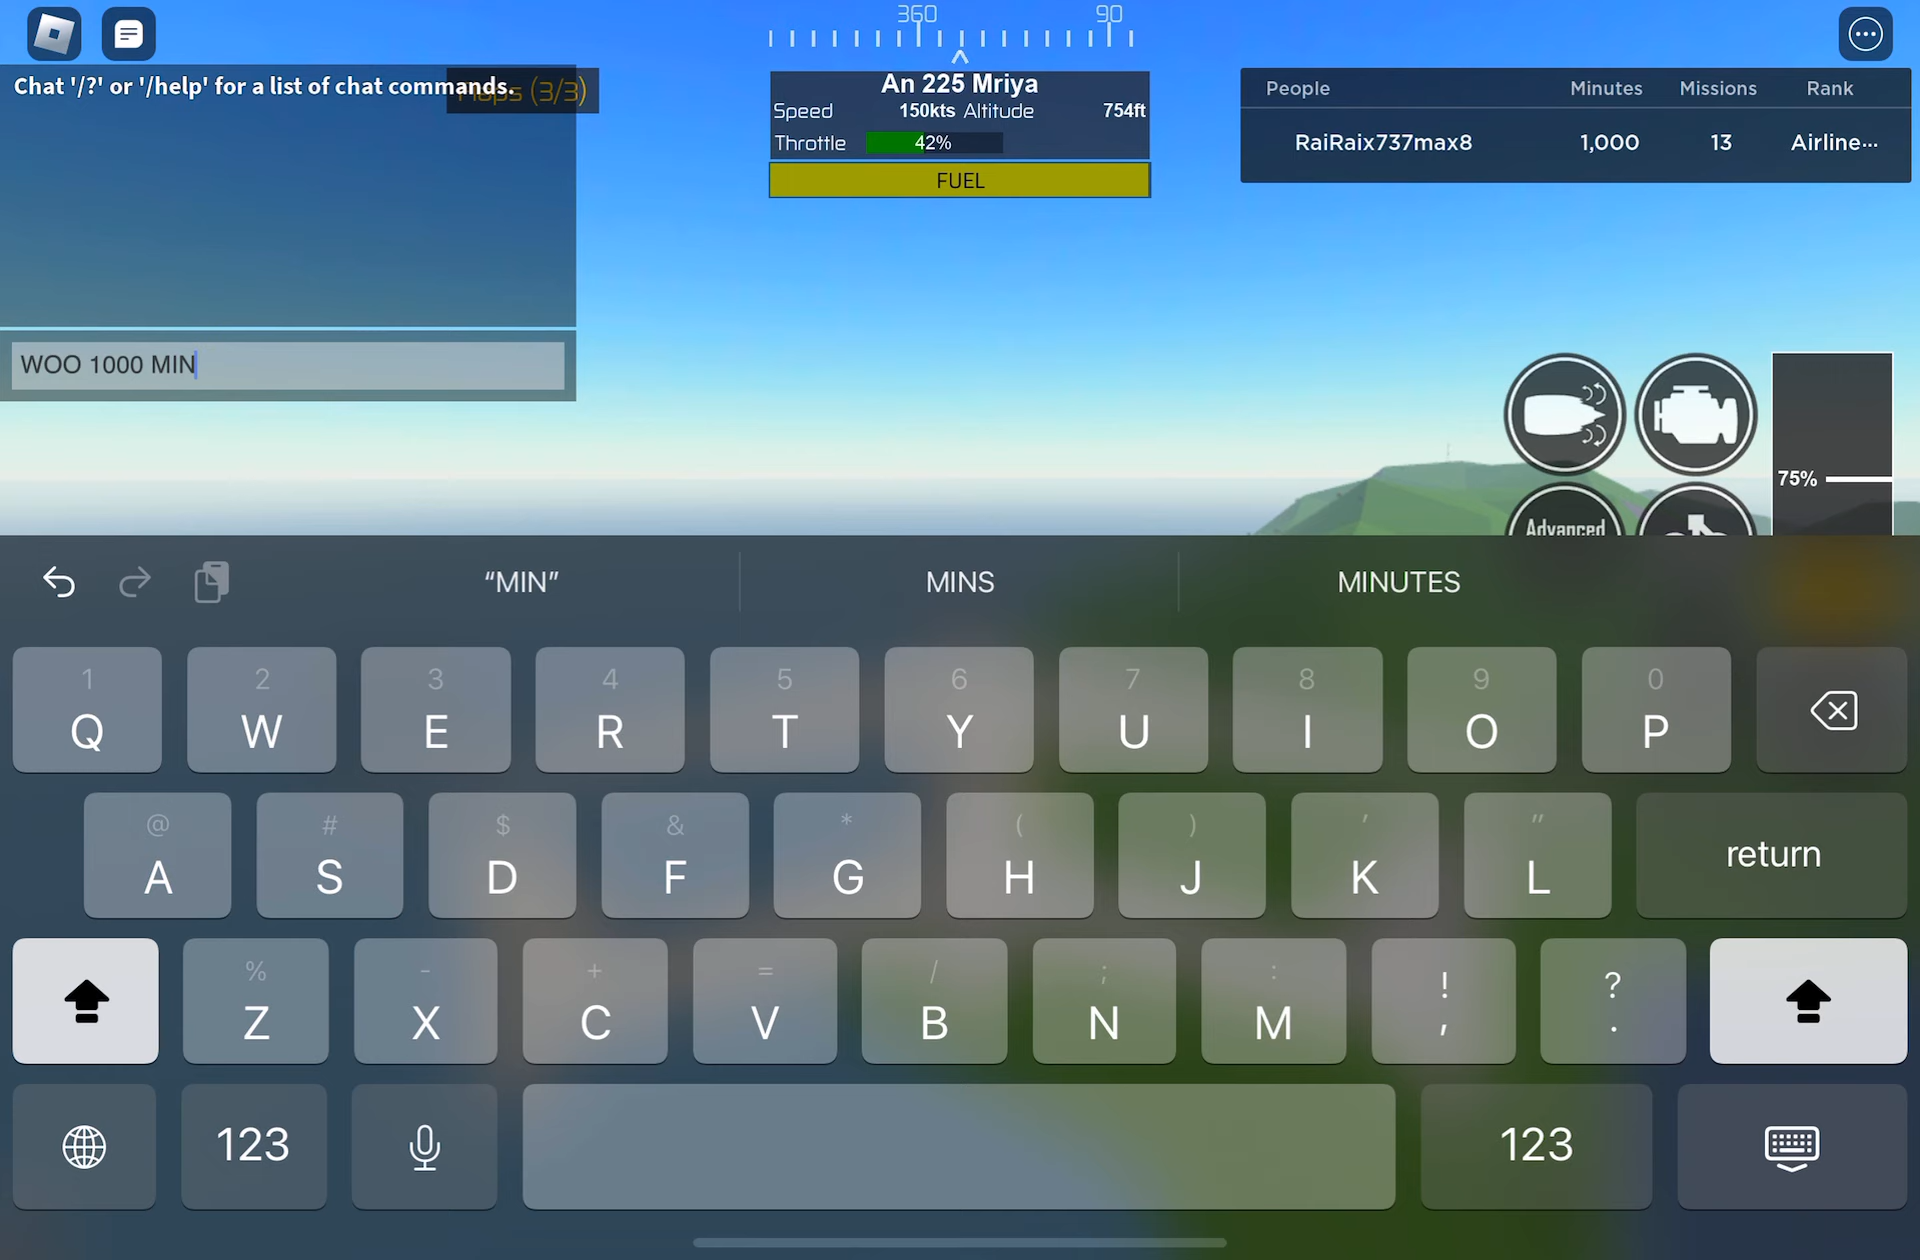 360 90
Chat '/?' or '/help' for a list of chat commands.
(3/3)
An 225 Mriya
Speed 150kts Altitude 754ft
Throttle 42%
FUEL
People Minutes Missions Rank
RaiRaix737max8 1,000 13 Airline...
WOO 1000 MIN
75%
Advanced
“MIN” MINS MINUTES
1 2 3 4 5 6 7 8 9 0
Q W E R T Y U I O P
@ # $ & * ( ) ' "
A S D F G H J K L return
% - + = / ; : ! ?
Z X C V B N M , .
123 123